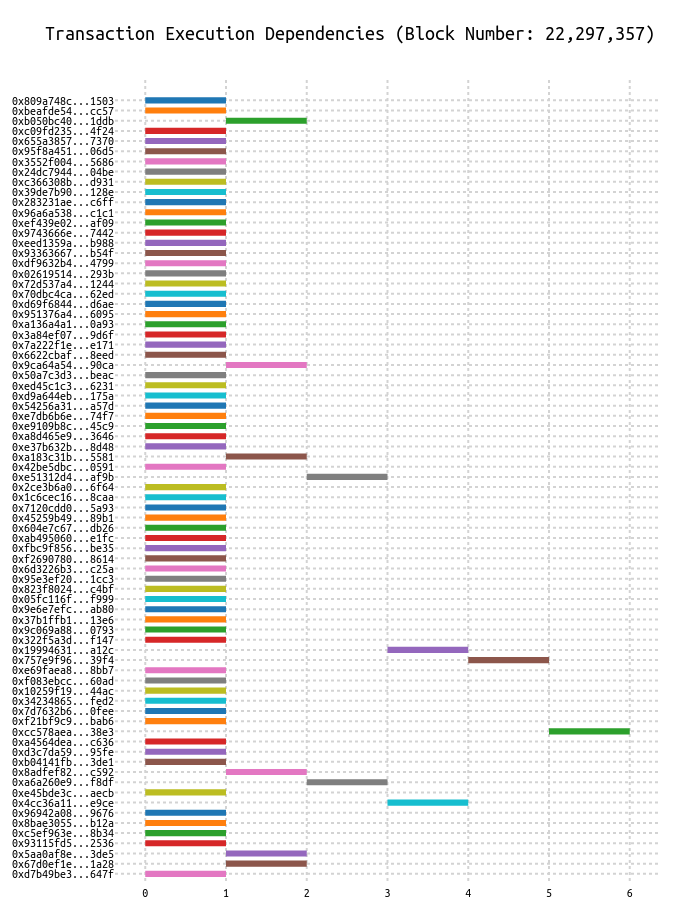 Transaction Execution Dependencies (Block Number: 22,297,357)
0x809a748c...1503
0xbeafde54...cc57
0xb050bc40...1ddb
0xc09fd235...4f24
0x655a3857...7370
0x95f8a451...06d5
0x3552f004...5686
0x24dc7944...04be
0xc366308b...d931
0x39de7b90...128e
0x283231ae...c6ff
0x96a6a538...c1c1
0xef439e02...af09
0x9743666e...7442
0xeed1359a...b988
0x93363667...b54f
0xdf9632b4...4799
0x02619514...293b
0x72d537a4...1244
0x70dbc4ca...62ed
0xd69f6844...d6ae
0x951376a4...6095
0xa136a4a1...0a93
0x3a84ef07...9d6f
0x7a222f1e...e171
0x6622cbaf...8eed
0x9ca64a54...90ca
0x50a7c3d3...beac
0xed45c1c3...6231
0xd9a644eb...175a
0x54256a31...a57d
0xe7db6b6e...74f7
0xe9109b8c...45c9
0xa8d465e9...3646
0xe37b632b...8d48
0xa183c31b...5581
0x42be5dbc...0591
0xe51312d4...af9b
0x2ce3b6a0...6f64
0x1c6cec16...8caa
0x7120cdd0...5a93
0x45259b49...89b1
0x604e7c67...db26
0xab495060...e1fc
0xfbc9f856...be35
0xf2690780...8614
0x6d3226b3...c25a
0x95e3ef20...1cc3
0x823f8024...c4bf
0x05fc116f...f999
0x9e6e7efc...ab80
0x37b1ffb1...13e6
0x9c069a88...0793
0x322f5a3d...f147
0x19994631...a12c
0x757e9f96...39f4
0xe69faea8...8bb7
0xf083ebcc...60ad
0x10259f19...44ac
0x34234865...fed2
0x7d7632b6...0fee
0xf21bf9c9...bab6
0xcc578aea...38e3
0xa4564dea...c636
0xd3c7da59...95fe
0xb04141fb...3de1
0x8adfef82...c592
0xa6a260e9...f8df
0xe45bde3c...aecb
0x4cc36a11...e9ce
0x96942a08...9676
0x8bae3055...b12a
0xc5ef963e...8b34
0x93115fd5...2536
0x5aa0af8e...3de5
0x67d0ef1e...1a28
0xd7b49be3...647f
0 1 2 3 4 5 6